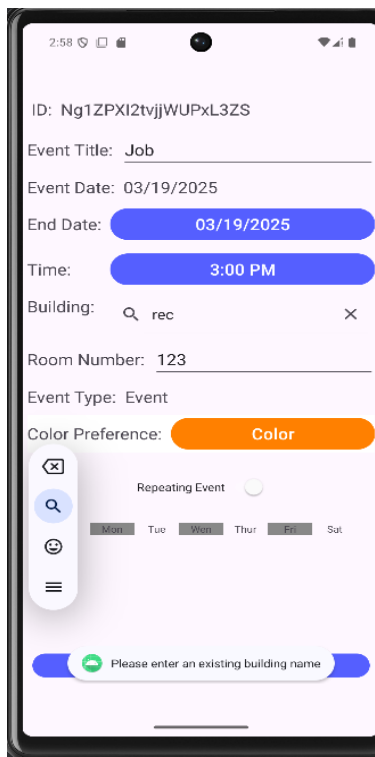 2:58
ID: Ng1ZPXI2tvjjWUPxL3ZS
Event Title: Job
Event Date: 03/19/2025
End Date: 03/19/2025
Time: 3:00 PM
Building: rec
Room Number: 123
Event Type: Event
Color Preference: Color
Repeating Event
Mon Tue Wen Thur Fri Sat
Please enter an existing building name